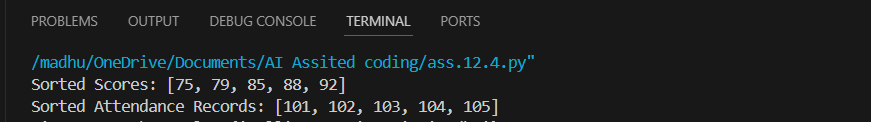 PROBLEMS OUTPUT DEBUG CONSOLE TERMINAL PORTS
/madhu/OneDrive/Documents/AI Assited coding/ass.12.4.py"
Sorted Scores: [75, 79, 85, 88, 92]
Sorted Attendance Records: [101, 102, 103, 104, 105]